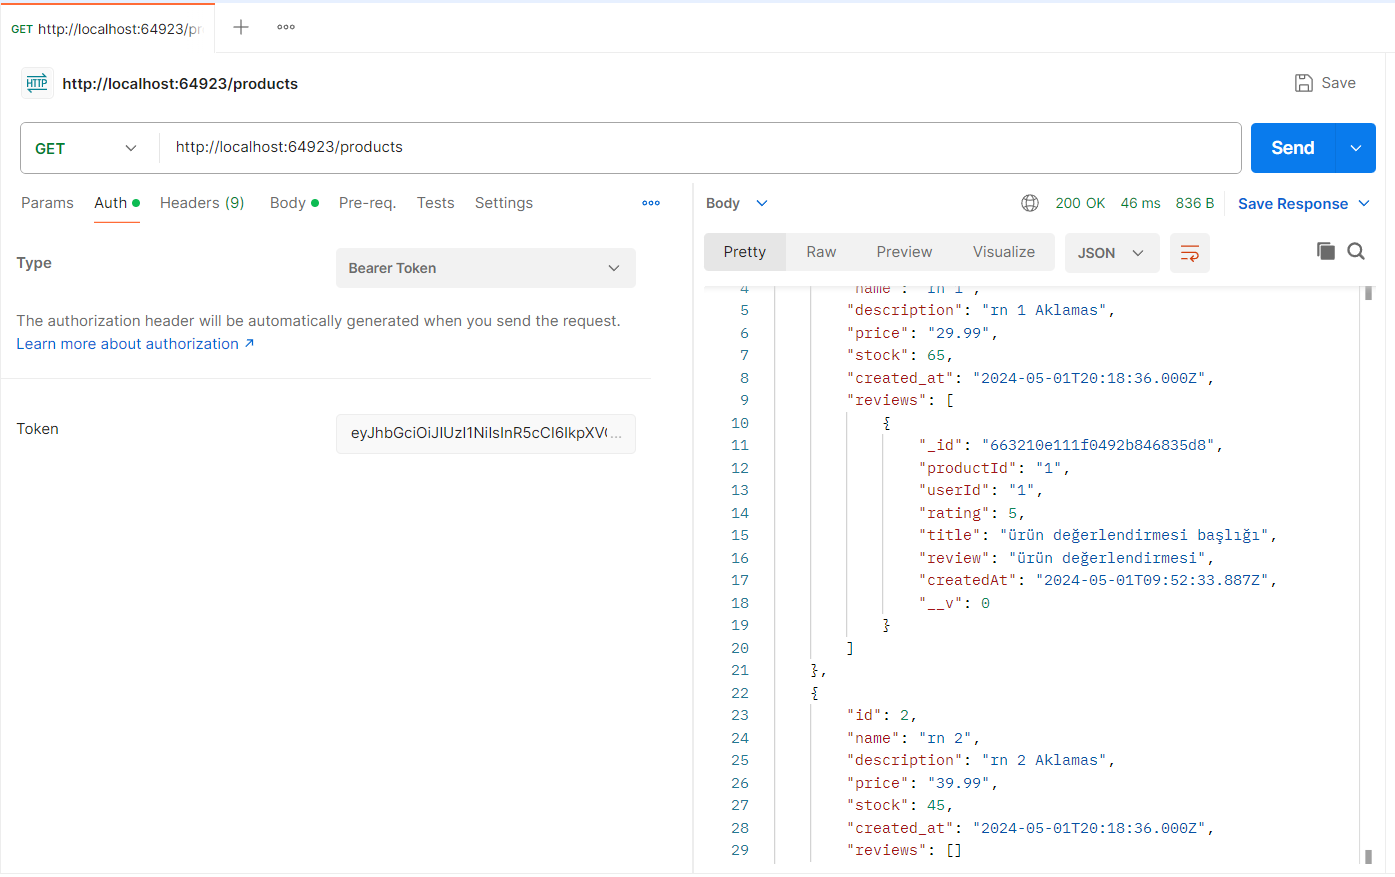 GET http://localhost:64923/pr
http://localhost:64923/products
Save
GET http://localhost:64923/products
Send
Params Auth Headers (9) Body Pre-req. Tests Settings
Type
Bearer Token
The authorization header will be automatically generated when you send the request.
Learn more about authorization ↗
Token
eyJhbGciOiJIUzI1NiIsInR5cCI6IkpXVC...
Body
200 OK 46 ms 836 B Save Response
Pretty Raw Preview Visualize JSON
4 "name": "rn 1",
5 "description": "rn 1 Aklamas",
6 "price": "29.99",
7 "stock": 65,
8 "created_at": "2024-05-01T20:18:36.000Z",
9 "reviews": [
10 {
11 "_id": "663210e111f0492b846835d8",
12 "productId": "1",
13 "userId": "1",
14 "rating": 5,
15 "title": "ürün değerlendirmesi başlığı",
16 "review": "ürün değerlendirmesi",
17 "createdAt": "2024-05-01T09:52:33.887Z",
18 "__v": 0
19 }
20 ]
21 },
22 {
23 "id": 2,
24 "name": "rn 2",
25 "description": "rn 2 Aklamas",
26 "price": "39.99",
27 "stock": 45,
28 "created_at": "2024-05-01T20:18:36.000Z",
29 "reviews": []